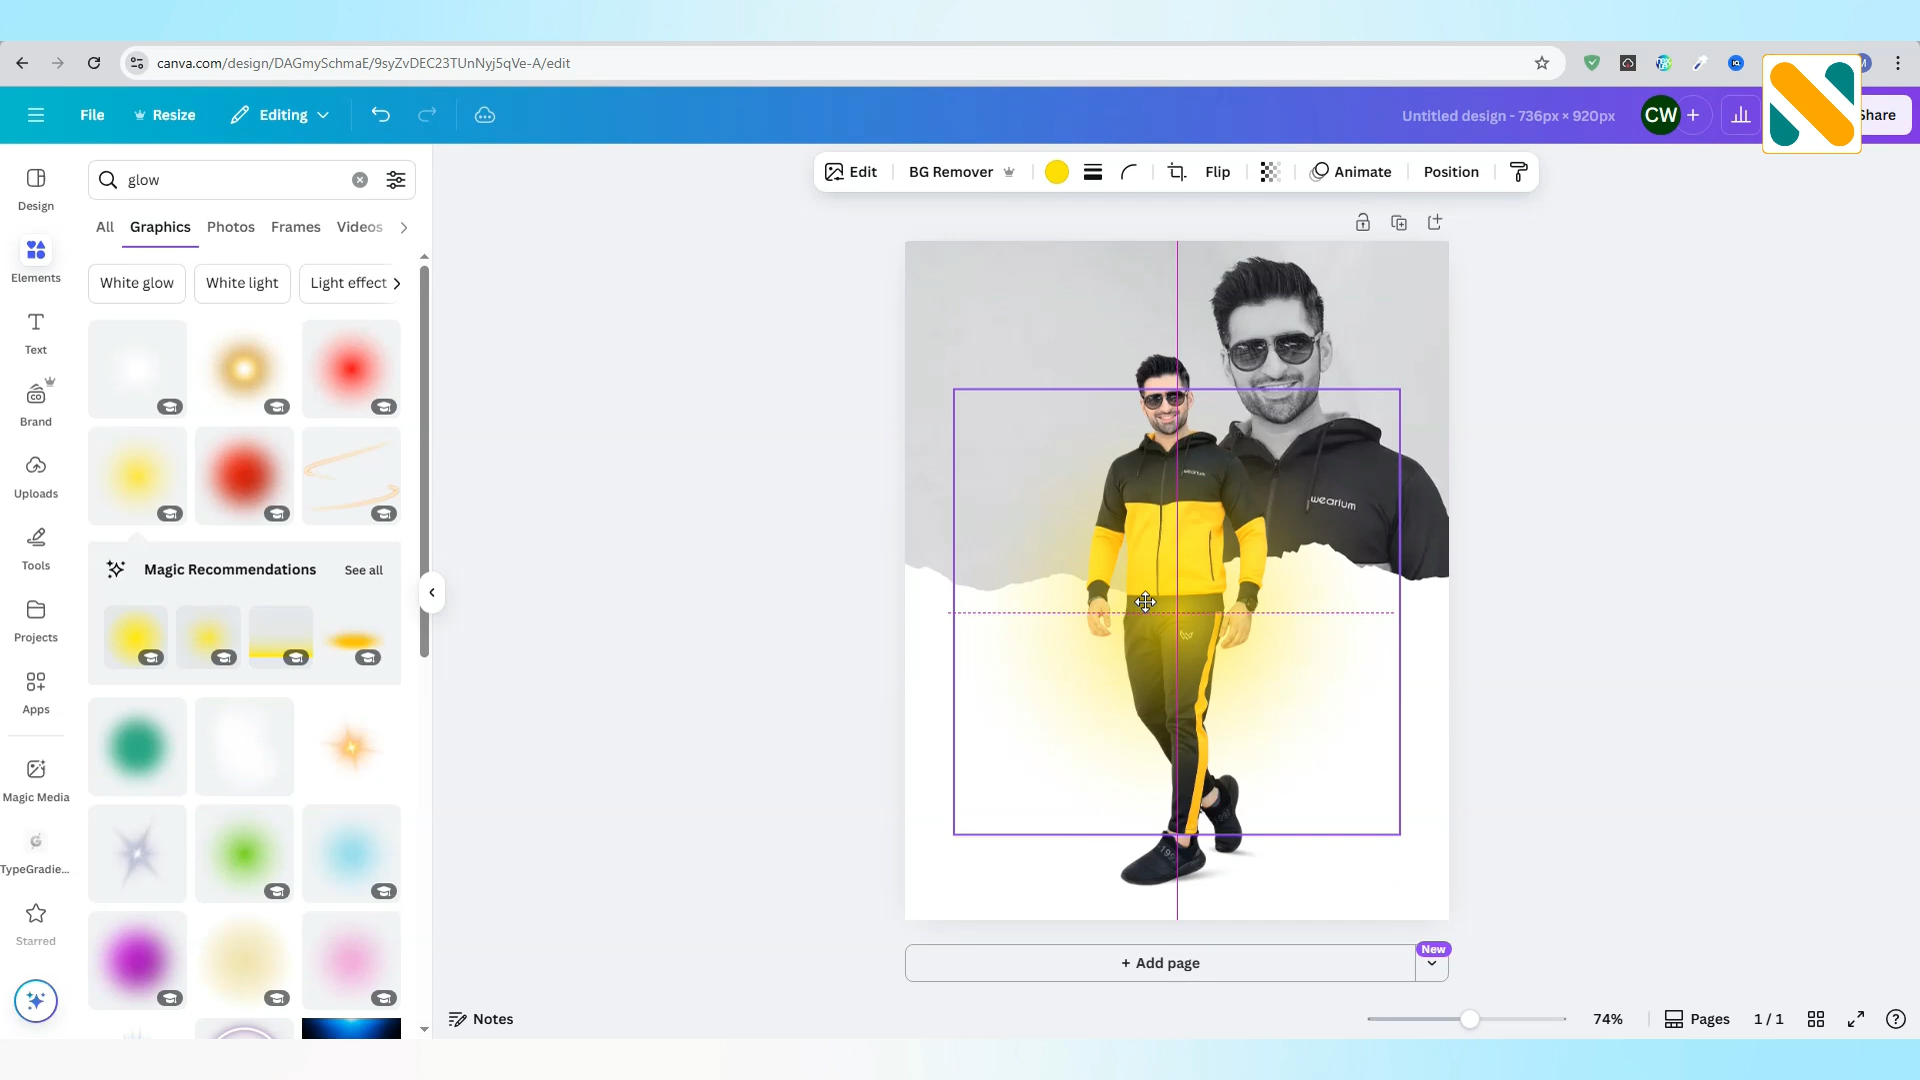 canva.com/design/DAGmySchmaE/9syZvDEC23TUnNyj5qVe-A/edit
File
Resize
Editing
Untitled design - 736px × 920px
CW
Share
Design
Elements
Text
Brand
Uploads
Tools
Projects
Apps
Magic Media
TypeGradie...
Starred
glow
All
Graphics
Photos
Frames
Videos
White glow
White light
Light effect
Magic Recommendations
See all
Edit
BG Remover
Flip
Animate
Position
wearium
wearium
+ Add page
New
Notes
74%
Pages
1 / 1